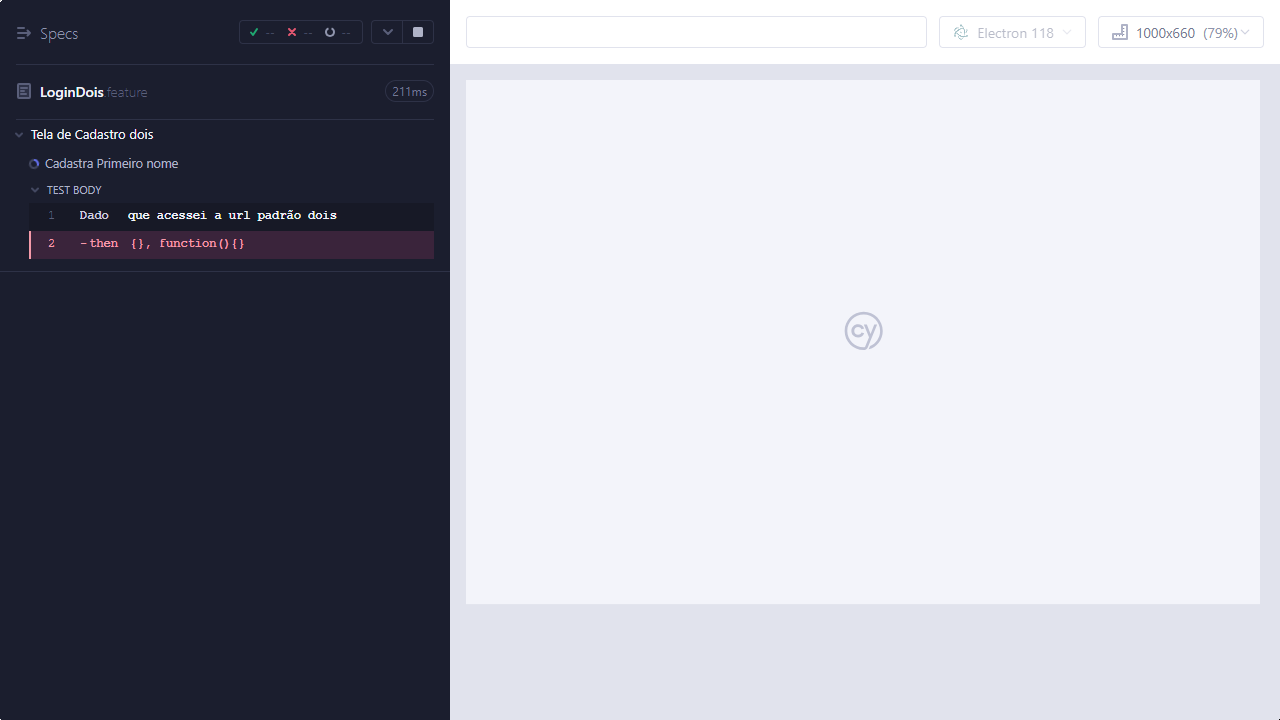 Specs
-- -- --
LoginDois.feature 211ms
Tela de Cadastro dois
Cadastra Primeiro nome
TEST BODY
1 Dado que acessei a url padrão dois
2 -then {}, function(){}
Electron 118
1000x660 (79%)
cy